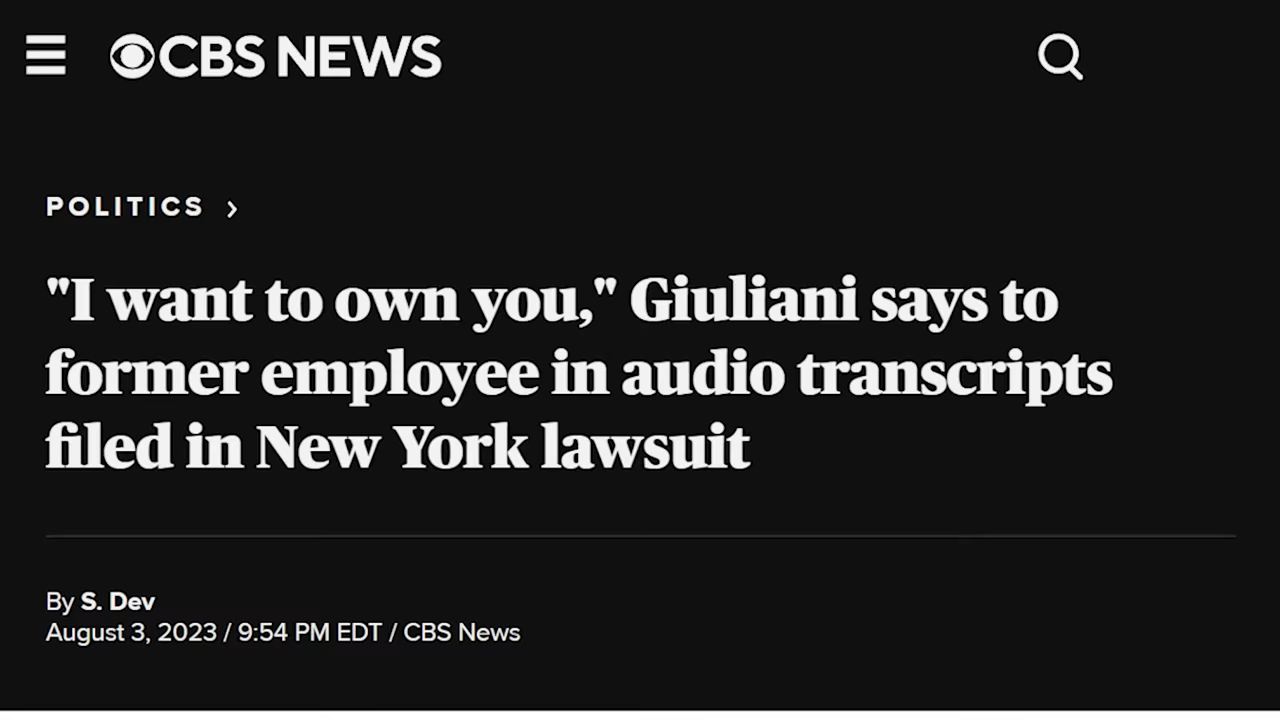 CBS NEWS
POLITICS ›
"I want to own you," Giuliani says to
former employee in audio transcripts
filed in New York lawsuit
By S. Dev
August 3, 2023 / 9:54 PM EDT / CBS News